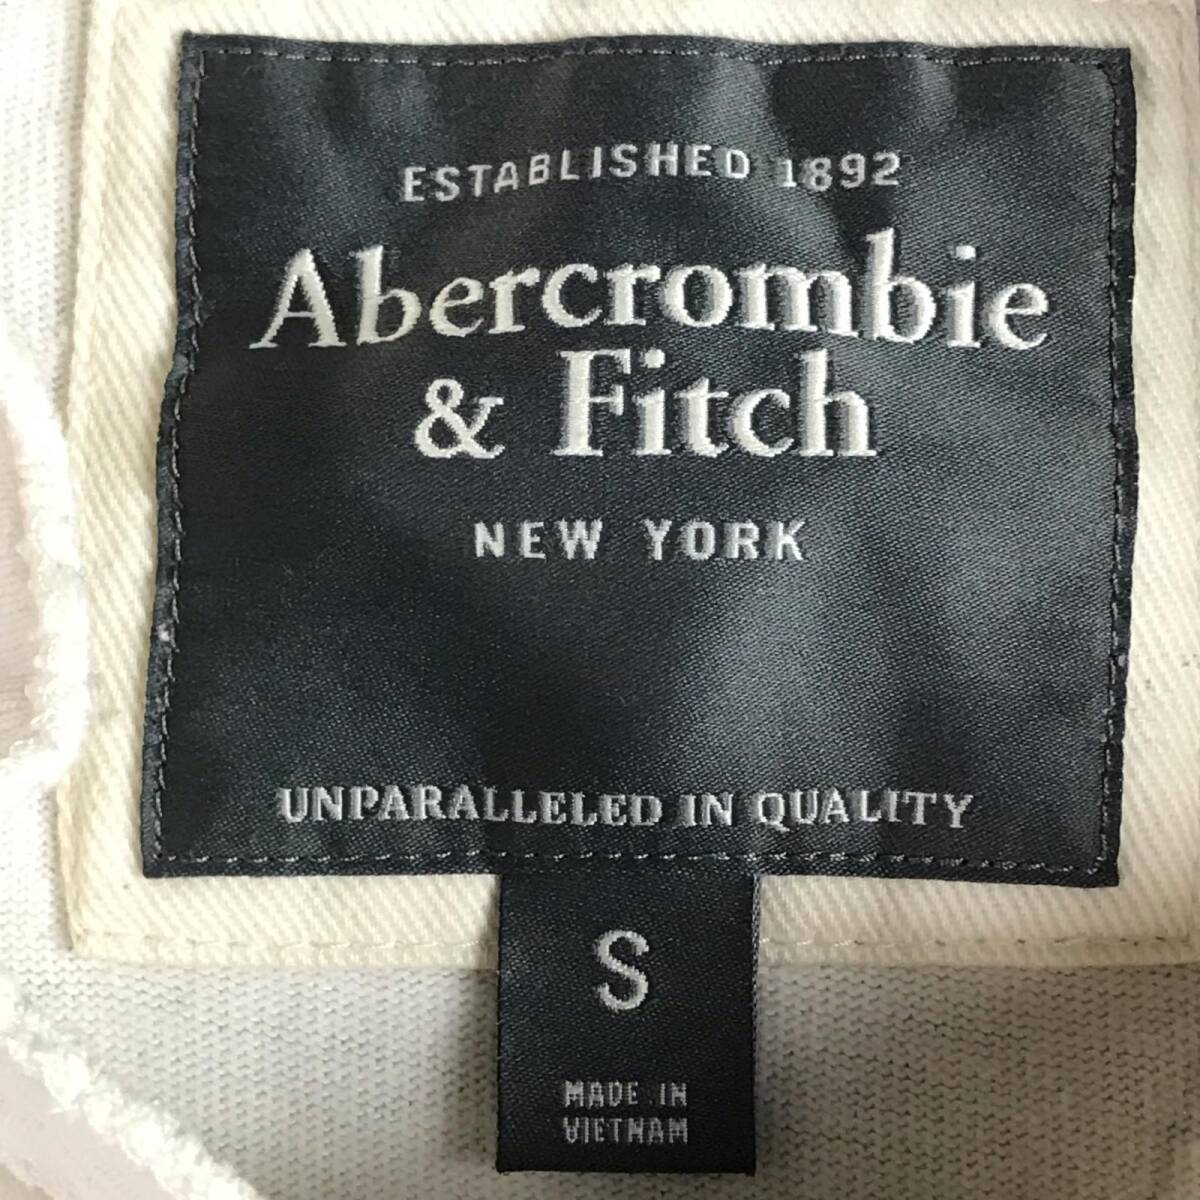 ESTABLISHED 1892
Abercrombie
& Fitch
NEW YORK
UNPARALLELED IN QUALITY
S
MADE IN
VIETNAM